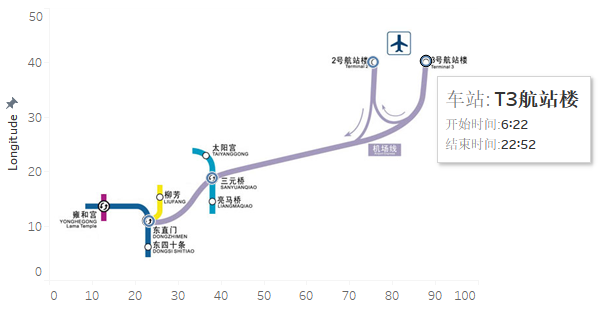 50
40
30
20
10
0
Longitude
0
10
20
30
40
50
60
70
80
90
100
2号航站楼
Terminal 2
3号航站楼
Terminal 3
机场线
太阳宫
TAIYANGGONG
三元桥
SANYUANQIAO
亮马桥
LIANGMAQIAO
柳芳
LIUFANG
雍和宫
YONGHEGONG
Lama Temple
东直门
DONGZHIMEN
东四十条
DONGSI SHITIAO
车站: T3航站楼
开始时间:6:22
结束时间:22:52